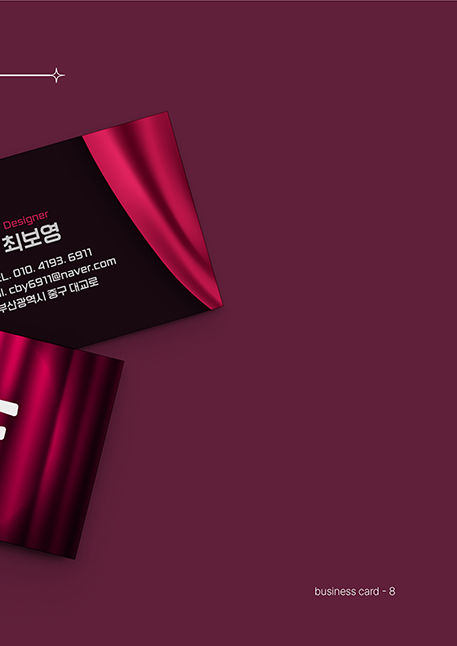 Designer
최보영
L. 010. 4193. 6911
l. cby6911@naver.com
부산광역시 중구 대교로
business card - 8